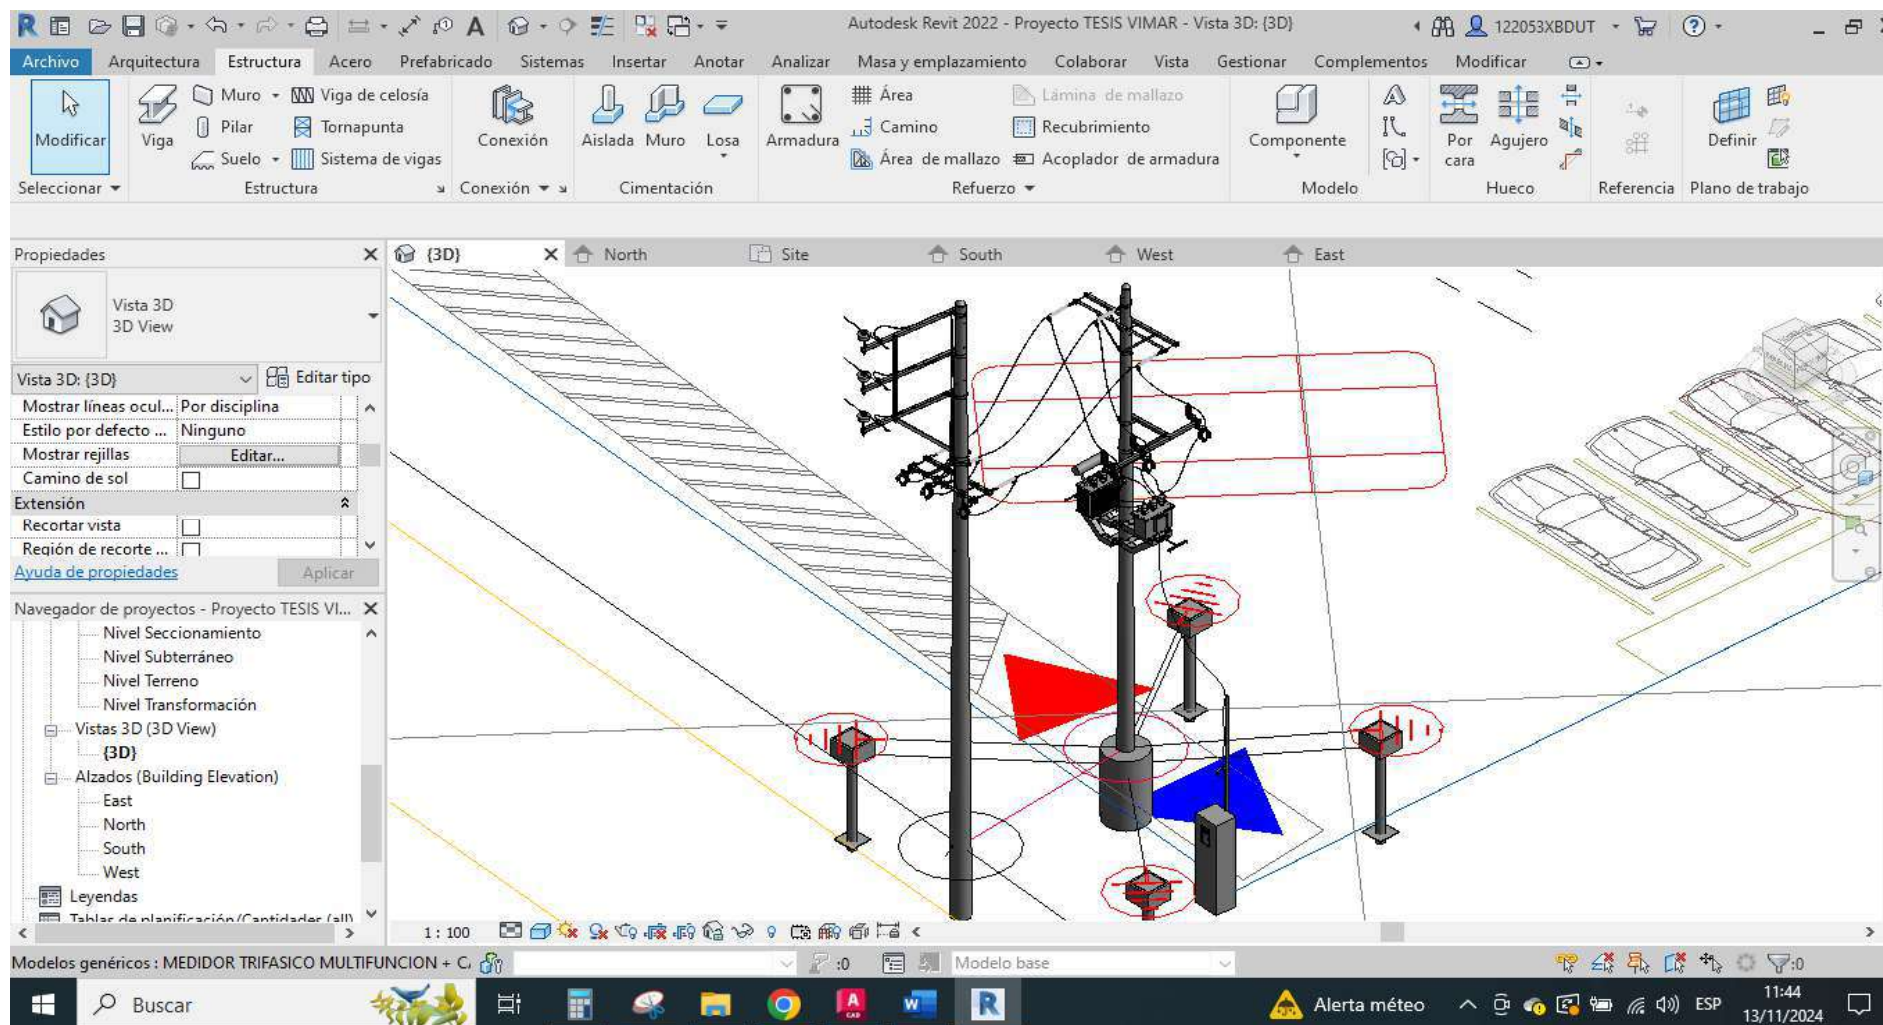 Autodesk Revit 2022 - Proyecto TESIS VIMAR - Vista 3D: {3D}
122053XBDUT
Archivo Arquitectura Estructura Acero Prefabricado Sistemas Insertar Anotar Analizar Masa y emplazamiento Colaborar Vista Gestionar Complementos Modificar
Modificar
Viga
Muro
Pilar
Suelo
Viga de celosía
Tornapunta
Sistema de vigas
Conexión
Aislada Muro Losa
Armadura
Área
Camino
Área de mallazo
Lámina de mallazo
Recubrimiento
Acoplador de armadura
Componente
Por cara
Agujero
Definir
Seleccionar Estructura Conexión Cimentación Refuerzo Modelo Hueco Referencia Plano de trabajo
Propiedades
{3D} North Site South West East
Vista 3D
3D View
Vista 3D: {3D} Editar tipo
Mostrar líneas ocul... Por disciplina
Estilo por defecto ... Ninguno
Mostrar rejillas Editar...
Camino de sol
Extensión
Recortar vista
Región de recorte ...
Ayuda de propiedades Aplicar
Navegador de proyectos - Proyecto TESIS VI...
Nivel Seccionamiento
Nivel Subterráneo
Nivel Terreno
Nivel Transformación
Vistas 3D (3D View)
{3D}
Alzados (Building Elevation)
East
North
South
West
Leyendas
Tablas de planificación/Cantidades (all)
1 : 100
Modelos genéricos : MEDIDOR TRIFASICO MULTIFUNCION + C :0 Modelo base :0
Buscar Alerta méteo ESP 11:44
13/11/2024